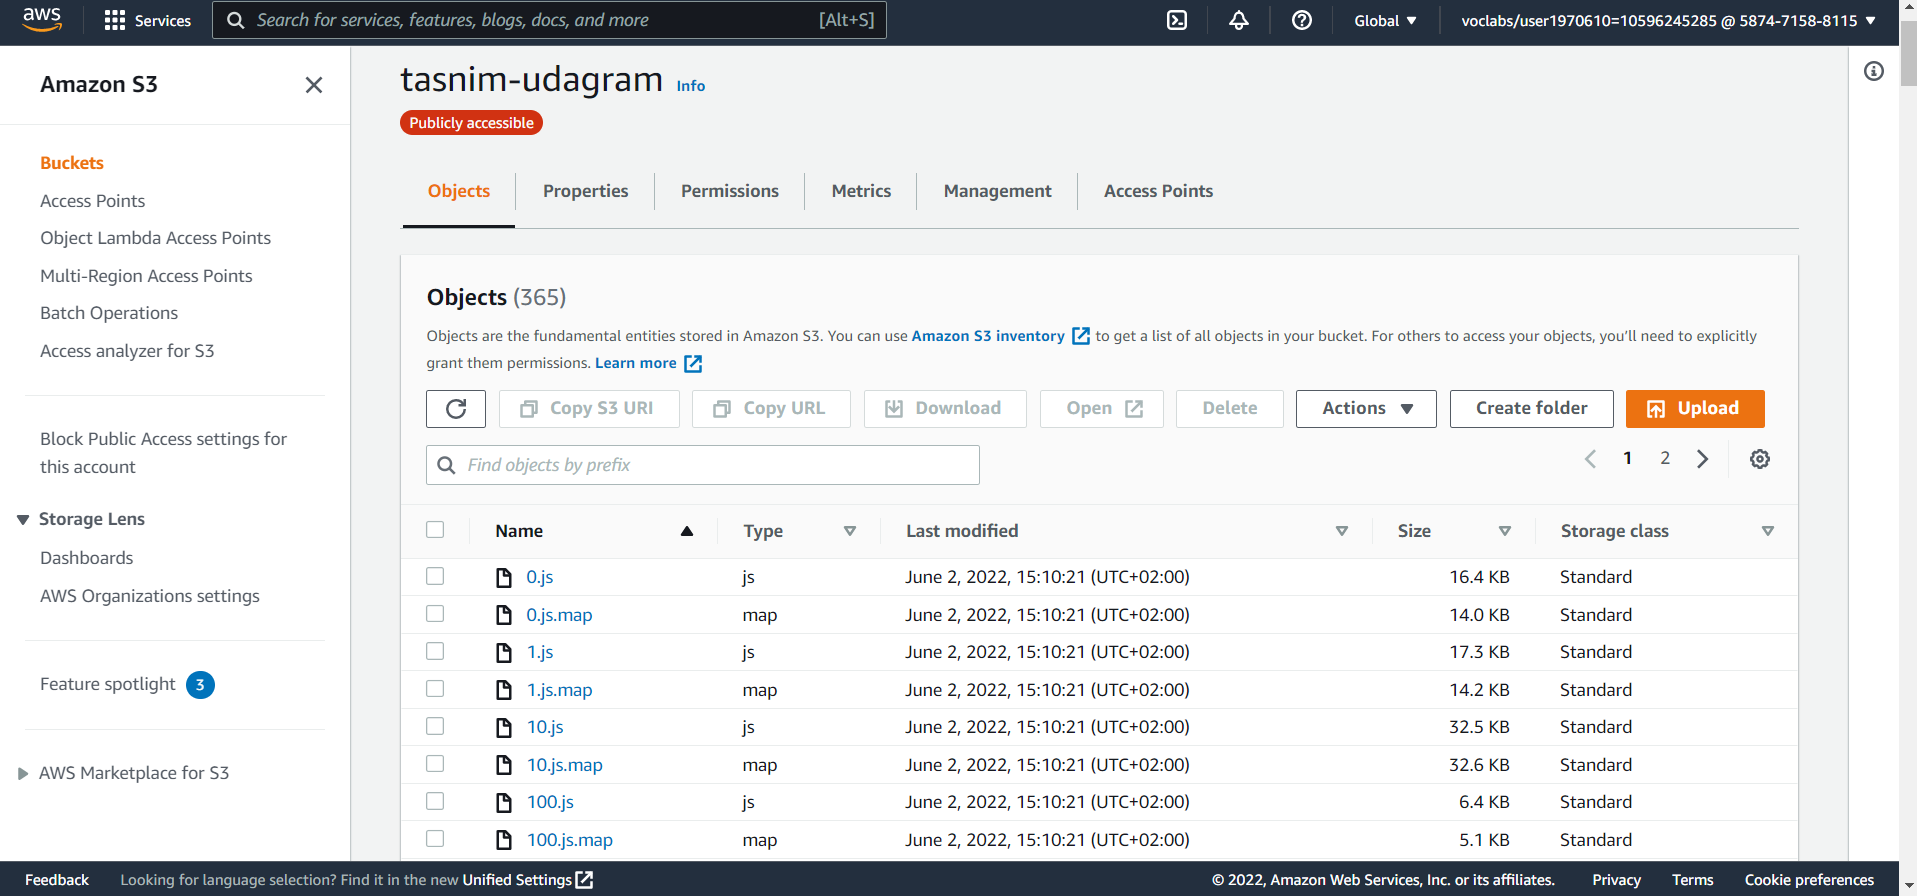 aws Services Search for services, features, blogs, docs, and more [Alt+S] Global voclabs/user1970610=10596245285 @ 5874-7158-8115
Amazon S3
Buckets
Access Points
Object Lambda Access Points
Multi-Region Access Points
Batch Operations
Access analyzer for S3
Block Public Access settings for
this account
Storage Lens
Dashboards
AWS Organizations settings
Feature spotlight 3
AWS Marketplace for S3
tasnim-udagram Info
Publicly accessible
Objects Properties Permissions Metrics Management Access Points
Objects (365)
Objects are the fundamental entities stored in Amazon S3. You can use Amazon S3 inventory to get a list of all objects in your bucket. For others to access your objects, you'll need to explicitly
grant them permissions. Learn more
Copy S3 URI Copy URL Download Open Delete Actions Create folder Upload
Find objects by prefix 1 2
Name Type Last modified Size Storage class
0.js js June 2, 2022, 15:10:21 (UTC+02:00) 16.4 KB Standard
0.js.map map June 2, 2022, 15:10:21 (UTC+02:00) 14.0 KB Standard
1.js js June 2, 2022, 15:10:21 (UTC+02:00) 17.3 KB Standard
1.js.map map June 2, 2022, 15:10:21 (UTC+02:00) 14.2 KB Standard
10.js js June 2, 2022, 15:10:21 (UTC+02:00) 32.5 KB Standard
10.js.map map June 2, 2022, 15:10:21 (UTC+02:00) 32.6 KB Standard
100.js js June 2, 2022, 15:10:21 (UTC+02:00) 6.4 KB Standard
100.js.map map June 2, 2022, 15:10:21 (UTC+02:00) 5.1 KB Standard
Feedback Looking for language selection? Find it in the new Unified Settings © 2022, Amazon Web Services, Inc. or its affiliates. Privacy Terms Cookie preferences